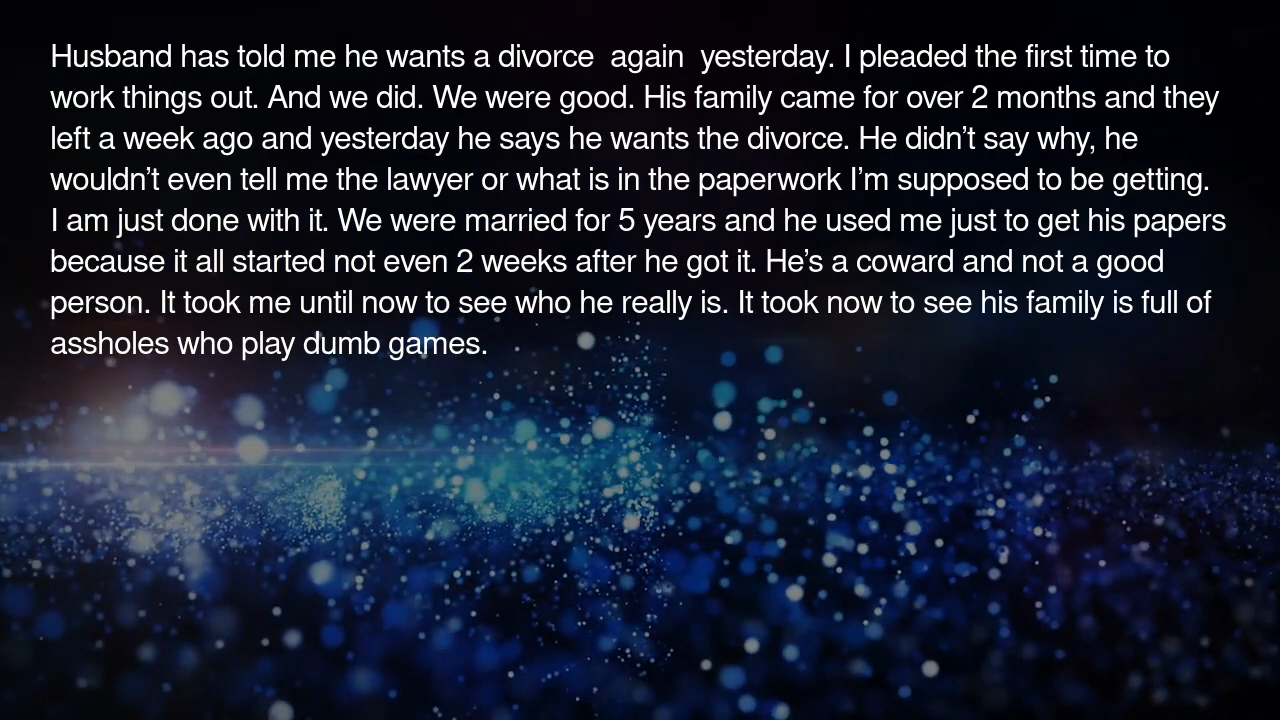 Husband has told me he wants a divorce  again  yesterday. I pleaded the first time to
work things out. And we did. We were good. His family came for over 2 months and they
left a week ago and yesterday he says he wants the divorce. He didn’t say why, he
wouldn’t even tell me the lawyer or what is in the paperwork I’m supposed to be getting.
I am just done with it. We were married for 5 years and he used me just to get his papers
because it all started not even 2 weeks after he got it. He’s a coward and not a good
person. It took me until now to see who he really is. It took now to see his family is full of
assholes who play dumb games.